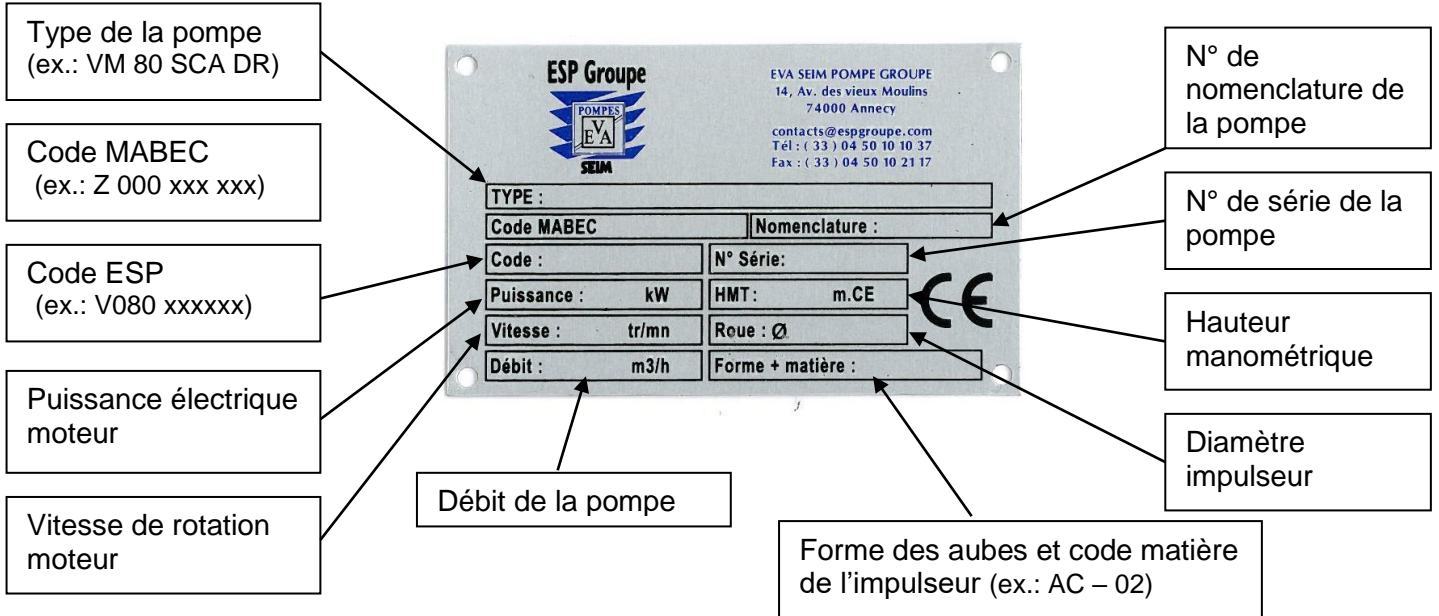 Type de la pompe
(ex.: VM 80 SCA DR)
Code MABEC
(ex.: Z 000 xxx xxx)
Code ESP
(ex.: V080 xxxxxx)
Puissance électrique
moteur
Vitesse de rotation
moteur
ESP Groupe
POMPES
EVA
SEIM
EVA SEIM POMPE GROUPE
14, Av. des vieux Moulins
74000 Annecy
contacts@espgroupe.com
Tél : ( 33 ) 04 50 10 10 37
Fax : ( 33 ) 04 50 10 21 17
TYPE :
Code MABEC Nomenclature :
Code : N° Série:
Puissance : kW HMT: m.CE
Vitesse : tr/mn Roue : Ø
Débit : m3/h Forme + matière :
CE
Débit de la pompe
Forme des aubes et code matière
de l'impulseur (ex.: AC – 02)
N° de
nomenclature de
la pompe
N° de série de la
pompe
Hauteur
manométrique
Diamètre
impulseur